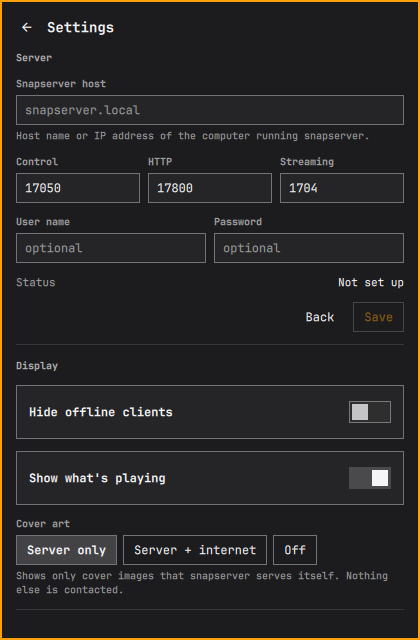 ← Settings
Server
Snapserver host
snapserver.local
Host name or IP address of the computer running snapserver.
Control HTTP Streaming
17050 17800 1704
User name Password
optional optional
Status Not set up
Back Save
Display
Hide offline clients
Show what's playing
Cover art
Server only Server + internet Off
Shows only cover images that snapserver serves itself. Nothing
else is contacted.